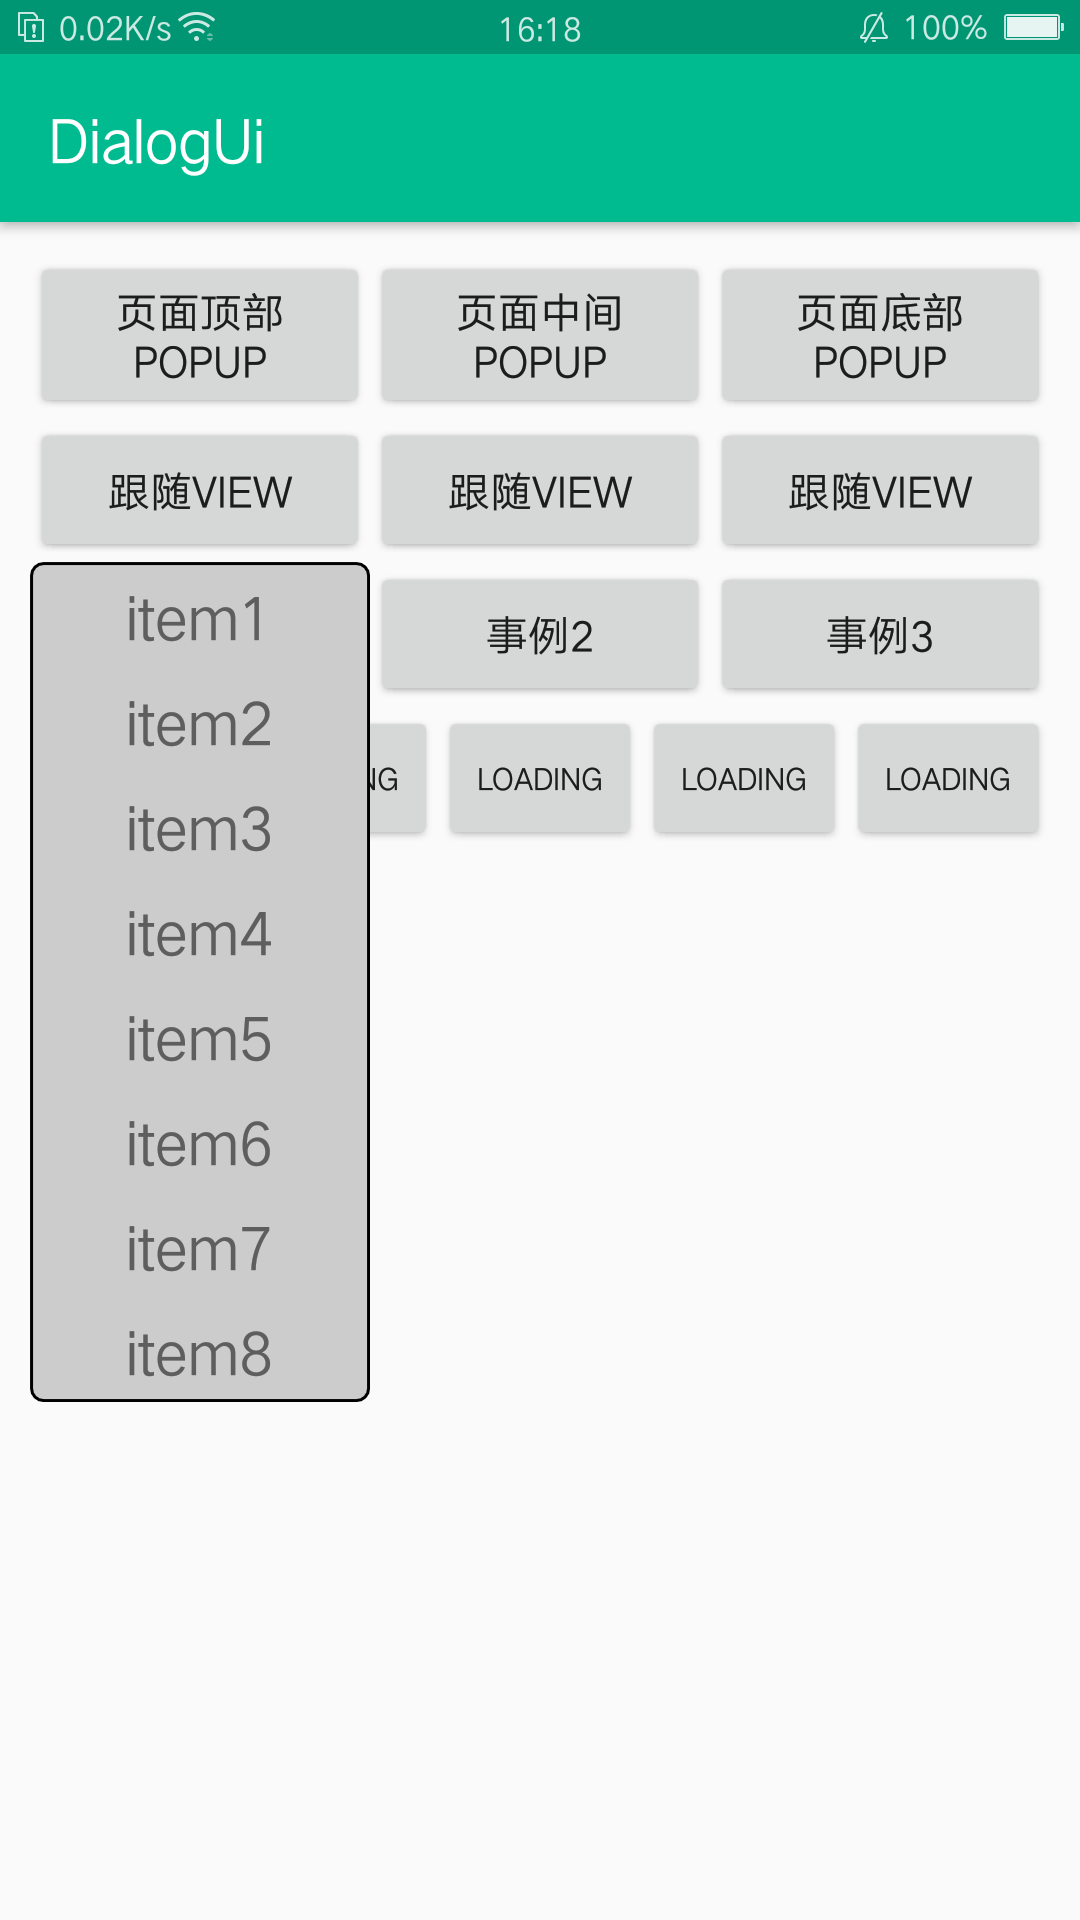 0.02K/s 16:18 100%
DialogUi
页面顶部
POPUP
页面中间
POPUP
页面底部
POPUP
跟随VIEW 跟随VIEW 跟随VIEW
事例2 事例3
NG LOADING LOADING LOADING
item1
item2
item3
item4
item5
item6
item7
item8